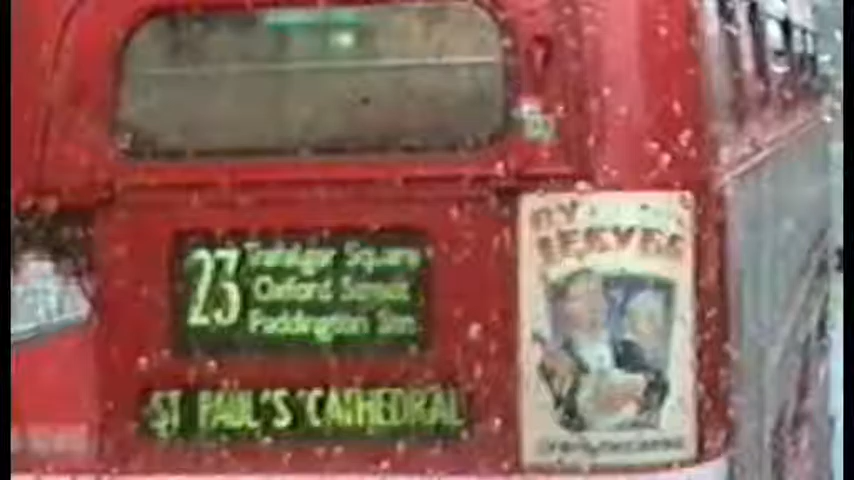 23
Trafalgar Square
Oxford Street
Paddington Stn
ST PAUL'S CATHEDRAL